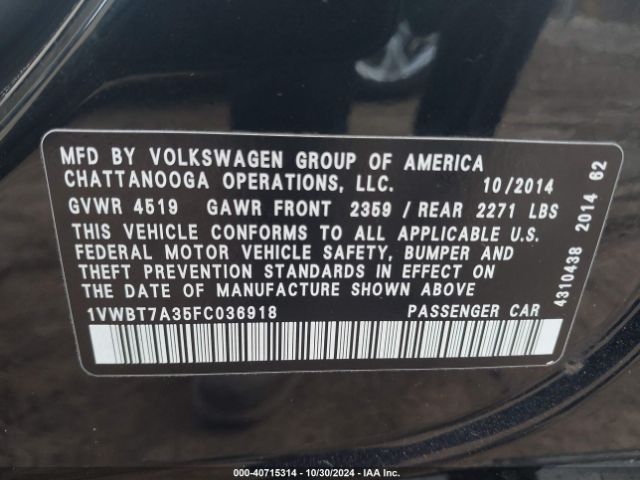 MFD BY VOLKSWAGEN GROUP OF AMERICA
CHATTANOOGA OPERATIONS, LLC. 10/2014
GVWR 4519 GAWR FRONT 2359 / REAR 2271 LBS
THIS VEHICLE CONFORMS TO ALL APPLICABLE U.S.
FEDERAL MOTOR VEHICLE SAFETY, BUMPER AND
THEFT PREVENTION STANDARDS IN EFFECT ON
THE DATE OF MANUFACTURE SHOWN ABOVE
1VWBT7A35FC036918 PASSENGER CAR
4310438 2014 62
000-40715314 - 10/30/2024 - IAA Inc.